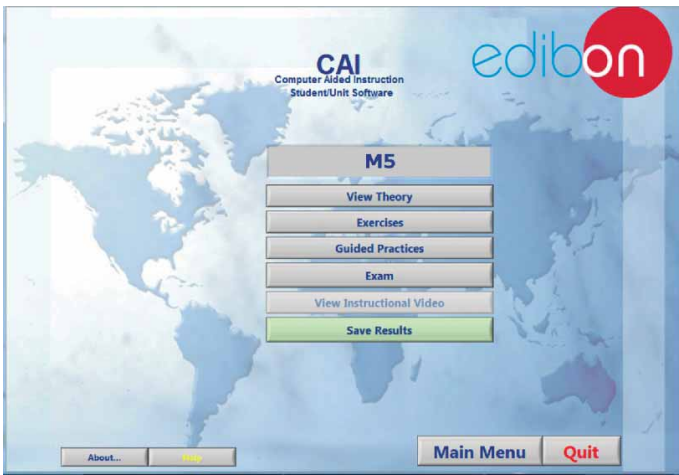 CAI
Computer Aided Instruction
Student/Unit Software
edibon
M5
View Theory
Exercises
Guided Practices
Exam
View Instructional Video
Save Results
About...
Help
Main Menu
Quit